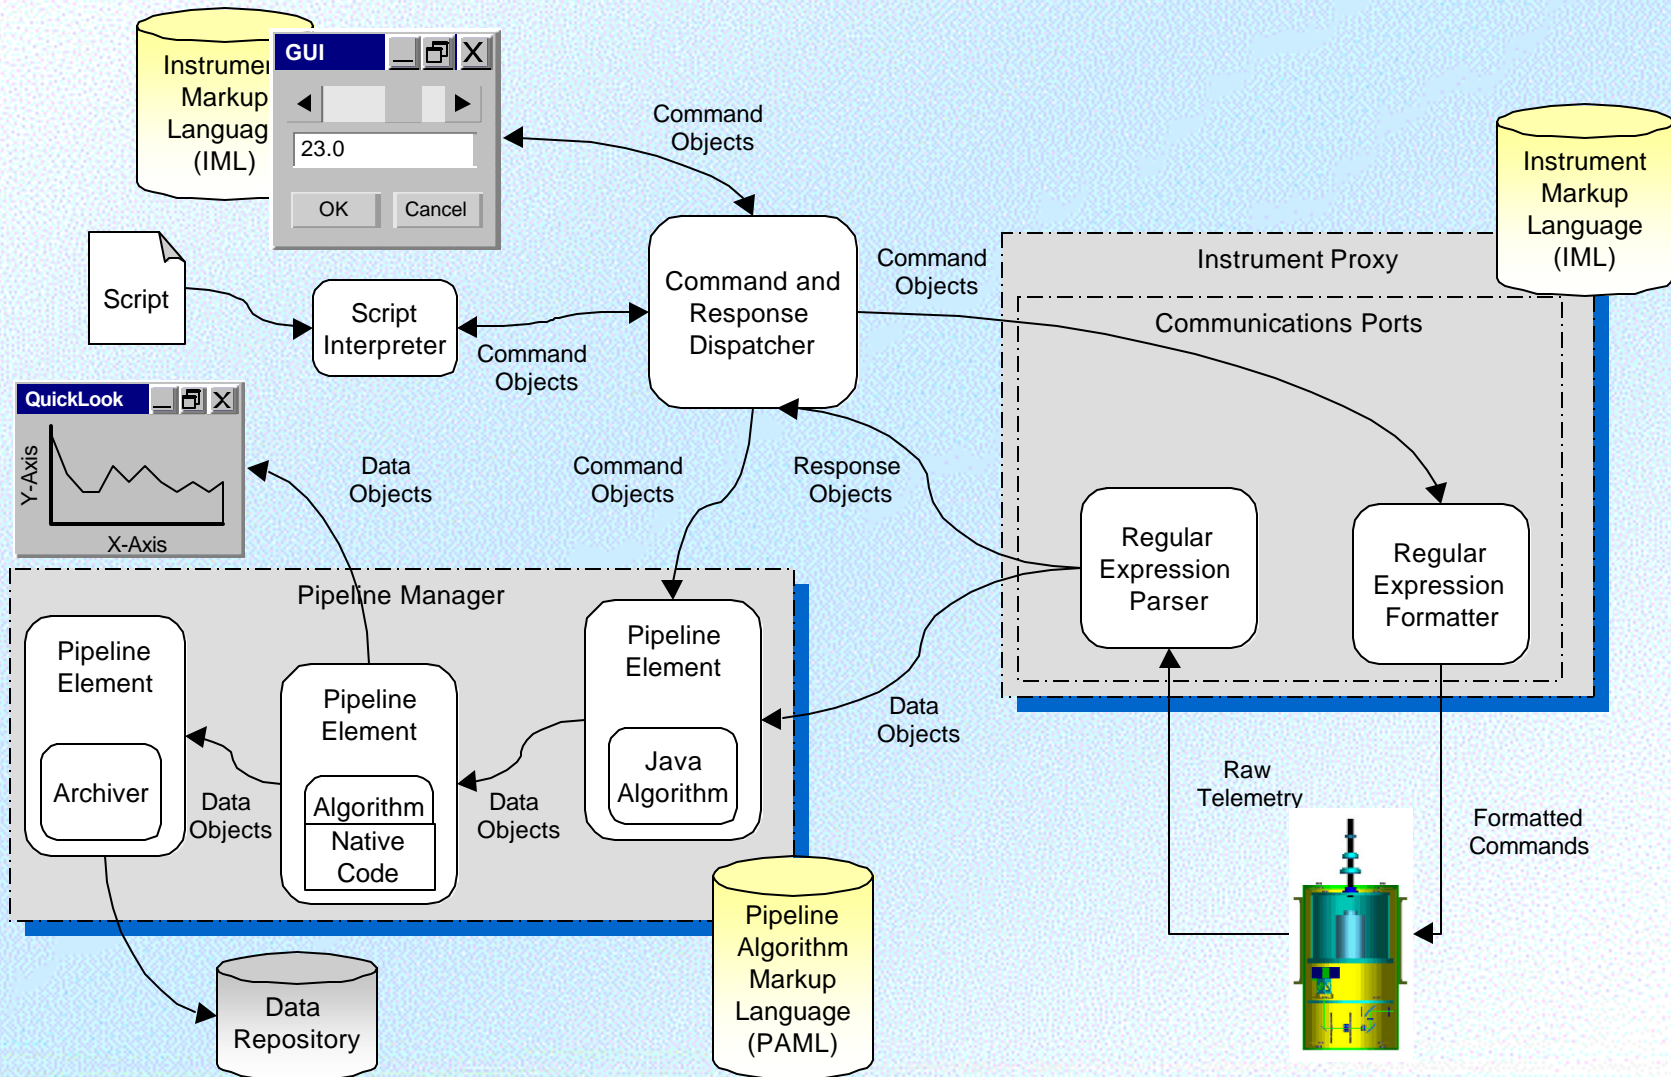 Instrumen
Markup
Languag
(IML)
GUI
23.0
OK
Cancel
Command
Objects
Instrument
Markup
Language
(IML)
Script
Script
Interpreter
Command
Objects
Command and
Response
Dispatcher
Command
Objects
Instrument Proxy
Communications Ports
QuickLook
Y-Axis
X-Axis
Data
Objects
Command
Objects
Response
Objects
Regular
Expression
Parser
Regular
Expression
Formatter
Pipeline Manager
Pipeline
Element
Archiver
Data
Objects
Pipeline
Element
Algorithm
Native
Code
Data
Objects
Pipeline
Element
Java
Algorithm
Data
Objects
Raw
Telemetry
Formatted
Commands
Data
Repository
Pipeline
Algorithm
Markup
Language
(PAML)